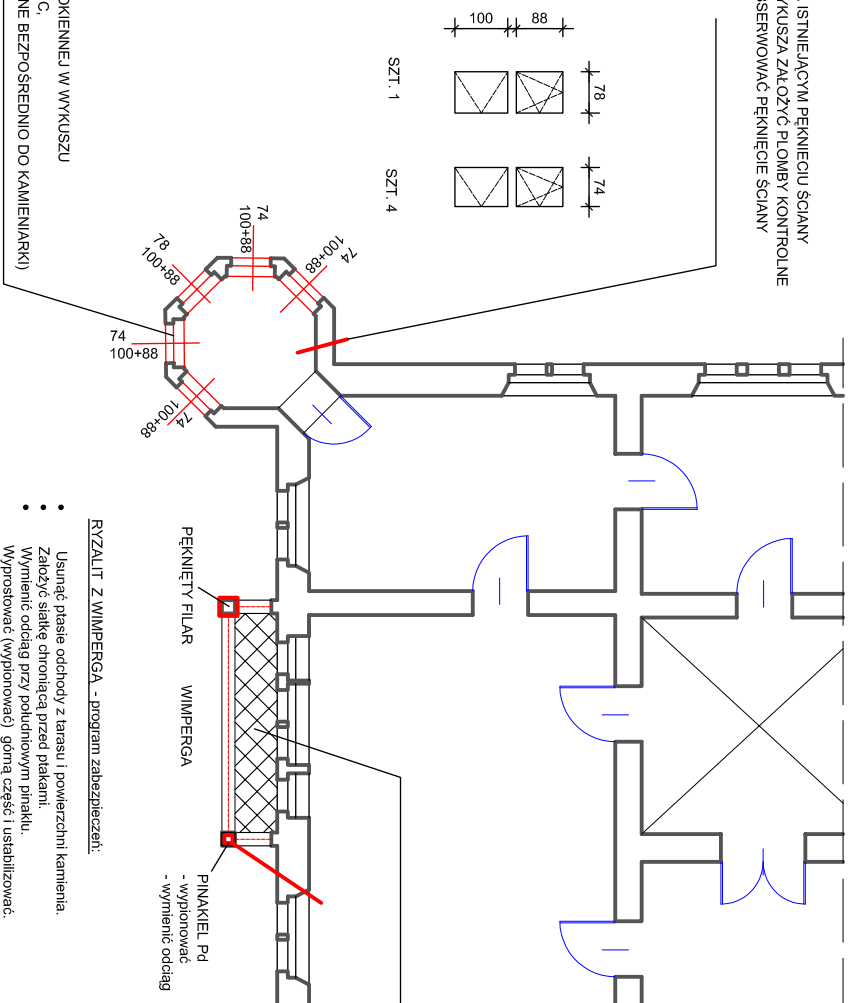 ISTNIEJĄCYM PĘKNIECIU ŚCIANY
YKUSZA ZAŁOŻYĆ PLOMBY KONTROLNE
BSERWOWAĆ PĘKNIĘCIE ŚCIANY
100
88
78
SZT. 1
74
SZT. 4
OKIENNEJ W WYKUSZU
C,
NE BEZPOŚREDNIO DO KAMIENIARKI)
74
100+88
74
100+88
78
100+88
74
100+88
74
100+88
PĘKNIĘTY FILAR
WIMPERGA
PINAKIEL Pd
- wypionować
- wymienić odciąg
RYZALIT Z WIMPERGĄ - program zabezpieczeń:
• Usunąć ptasie odchody z tarasu i powierzchni kamienia.
• Założyć siatkę chroniącą przed ptakami.
• Wymienić odciąg przy południowym pinaklu.
Wyprostować (wypionować) górną część i ustabilizować.